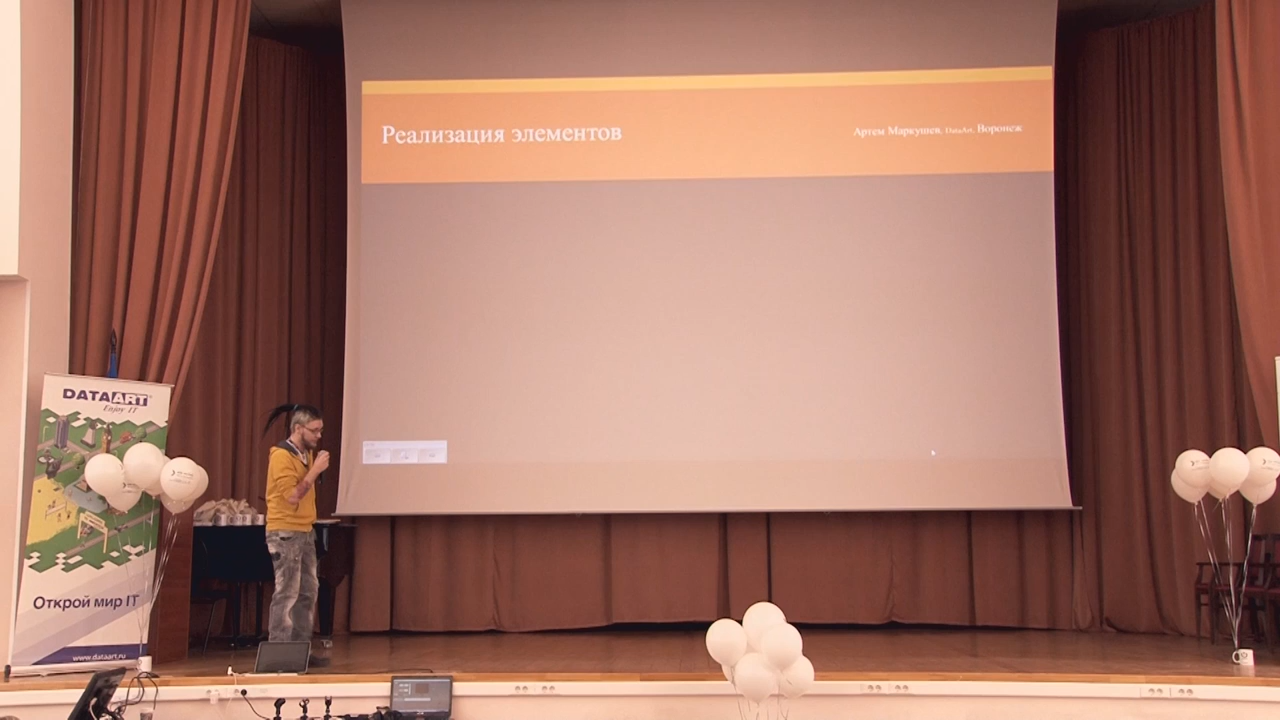 Реализация элементов
Артем Маркушев, DataArt, Воронеж
DATAART
Enjoy IT
Открой мир IT
www.dataart.ru